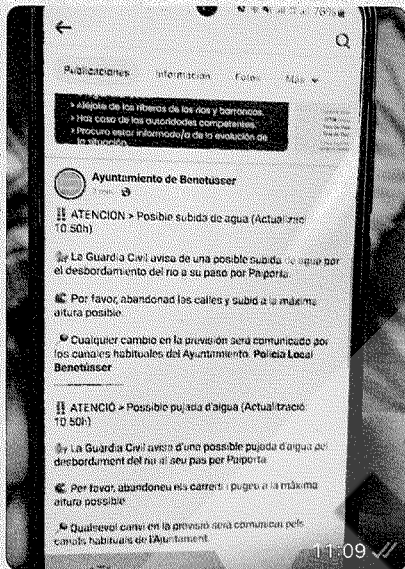 76%
Publicaciones Información Fotos Más
> Aléjate de las riberas de los ríos y barrancos.
> Haz caso de las autoridades competentes.
> Procura estar informado/a de la evolución de
la situación.
Ayuntamiento de Benetússer
‼ ATENCIÓN > Posible subida de agua (Actualizació
10:50h)
La Guardia Civil avisa de una posible subida de agua por
el desbordamiento del río a su paso por Paiporta.
Por favor, abandonad las calles y subid a la máxima
altura posible.
Cualquier cambio en la previsión será comunicado por
los canales habituales del Ayuntamiento. Policía Local
Benetússer
‼ ATENCIÓ > Possible pujada d'aigua (Actualització
10:50h)
La Guàrdia Civil avisa d'una possible pujada d'aigua pel
desbordament del riu al seu pas per Paiporta.
Per favor, abandoneu els carrers i pugeu a la màxima
altura possible.
Qualsevol canvi en la previsió serà comunicat pels
canals habituals de l'Ajuntament.
11:09